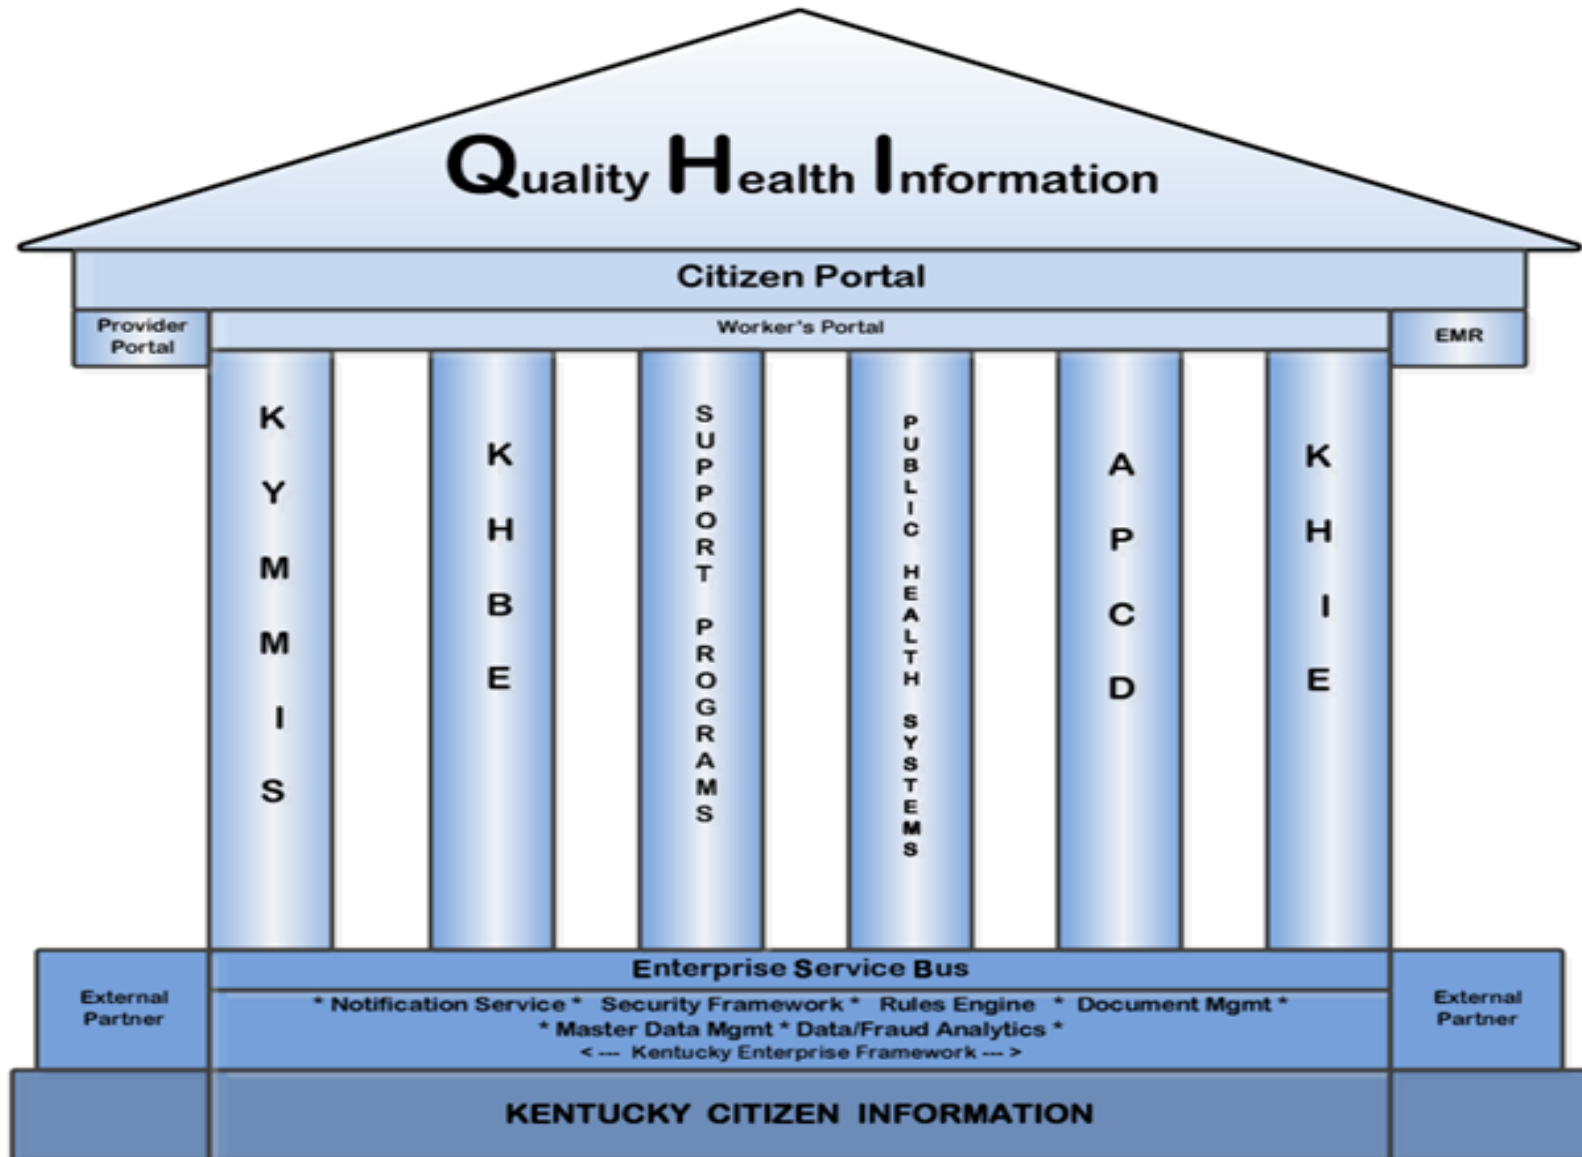 Quality Health Information
Citizen Portal
Provider
Portal
Worker's Portal
EMR
KYMMIS
KHBE
SUPPORT PROGRAMS
PUBLIC HEALTH SYSTEMS
APCD
KHIE
External
Partner
Enterprise Service Bus
* Notification Service * Security Framework * Rules Engine * Document Mgmt *
* Master Data Mgmt * Data/Fraud Analytics *
< --- Kentucky Enterprise Framework --- >
External
Partner
KENTUCKY CITIZEN INFORMATION